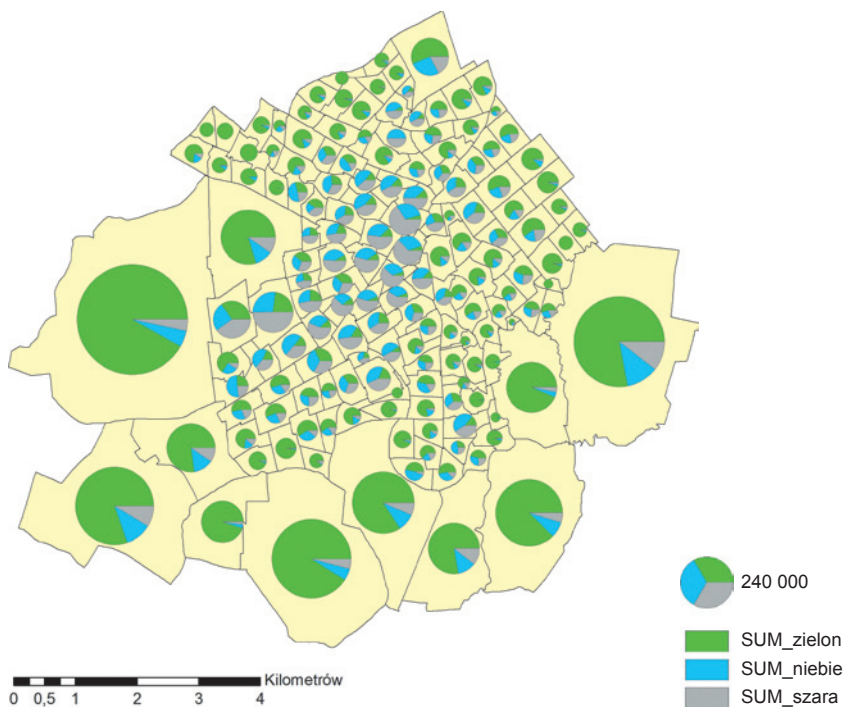 240 000
SUM_zielon
SUM_niebie
SUM_szara
Kilometrów
0 0,5 1 2 3 4